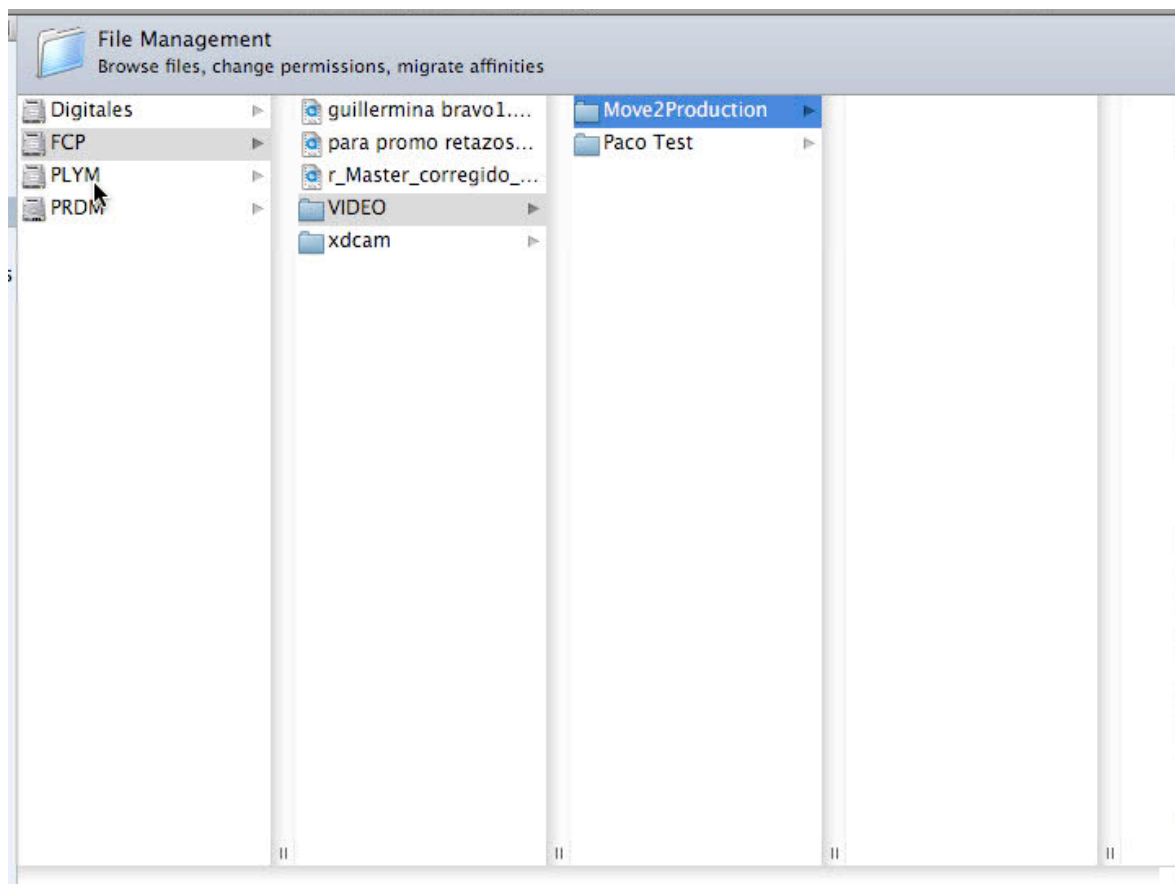 File Management
Browse files, change permissions, migrate affinities
Digitales
FCP
PLYM
PRDM
guillermina bravo1....
para promo retazos...
r_Master_corregido_...
VIDEO
xdcam
Move2Production
Paco Test